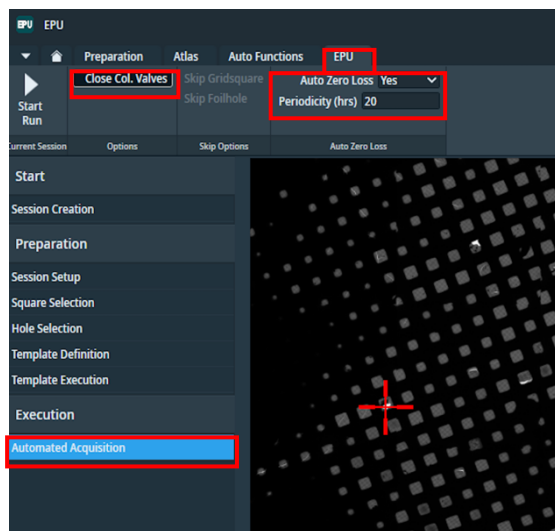 EPU EPU
Preparation Atlas Auto Functions EPU
Start Run
Close Col. Valves
Skip Gridsquare
Skip Foilhole
Auto Zero Loss Yes
Periodicity (hrs) 20
Current Session Options Skip Options Auto Zero Loss
Start
Session Creation
Preparation
Session Setup
Square Selection
Hole Selection
Template Definition
Template Execution
Execution
Automated Acquisition